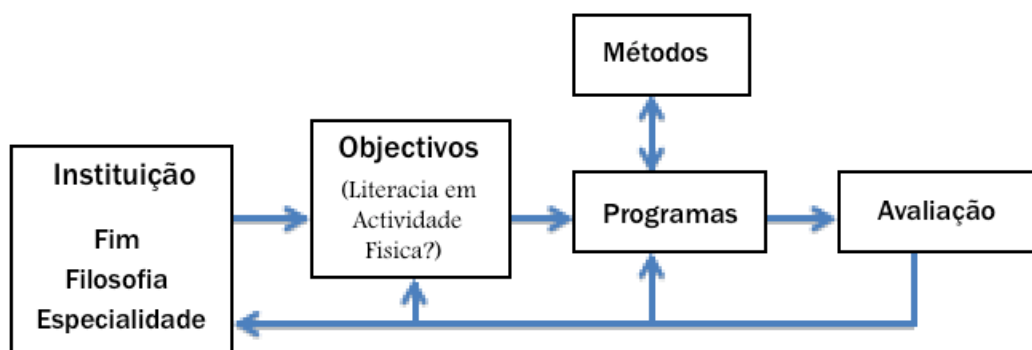 Métodos
Objectivos
(Literacia em
Actividade
Fisica?)
Instituição
Fim
Filosofia
Especialidade
Programas
Avaliação